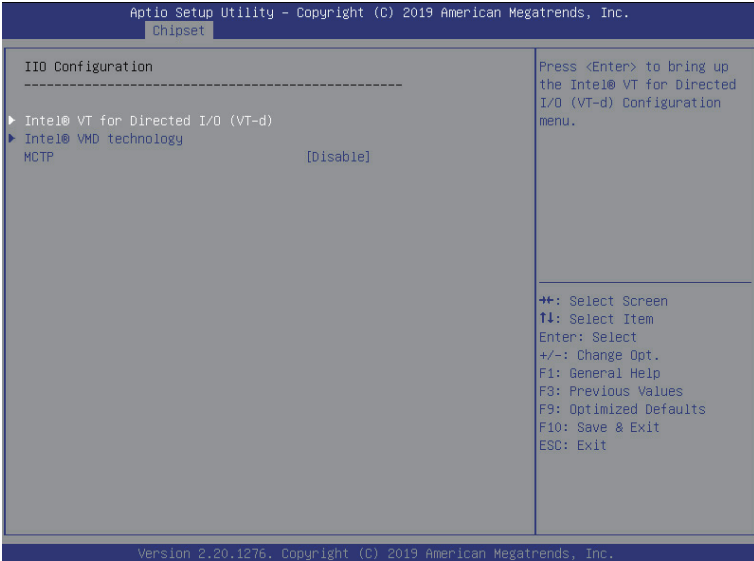 Aptio Setup Utility – Copyright (C) 2019 American Megatrends, Inc.
Chipset
IIO Configuration
--------------------------------------------------
Intel® VT for Directed I/O (VT-d)
Intel® VMD technology
MCTP [Disable]
Press <Enter> to bring up
the Intel® VT for Directed
I/O (VT-d) Configuration
menu.
→←: Select Screen
↑↓: Select Item
Enter: Select
+/-: Change Opt.
F1: General Help
F3: Previous Values
F9: Optimized Defaults
F10: Save & Exit
ESC: Exit
Version 2.20.1276. Copyright (C) 2019 American Megatrends, Inc.